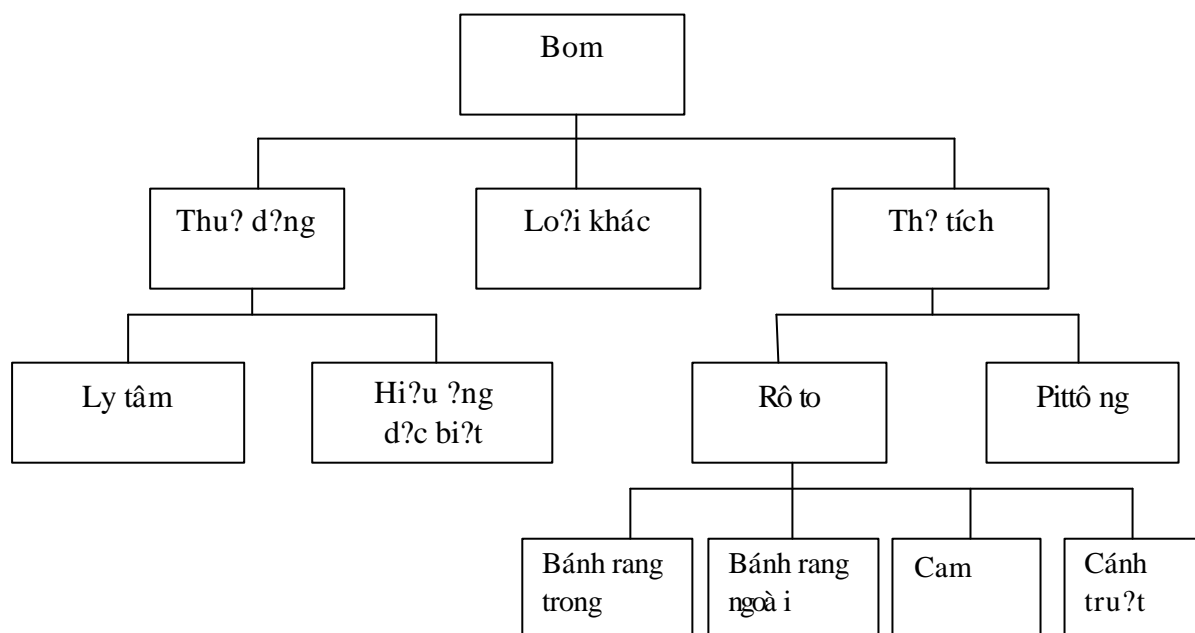 Bom
Thu? d?ng
Lo?i khác
Th? tích
Ly tâm
Hi?u ?ng
d?c bi?t
Rô to
Pittô ng
Bánh rang
trong
Bánh rang
ngoà i
Cam
Cánh
tru?t